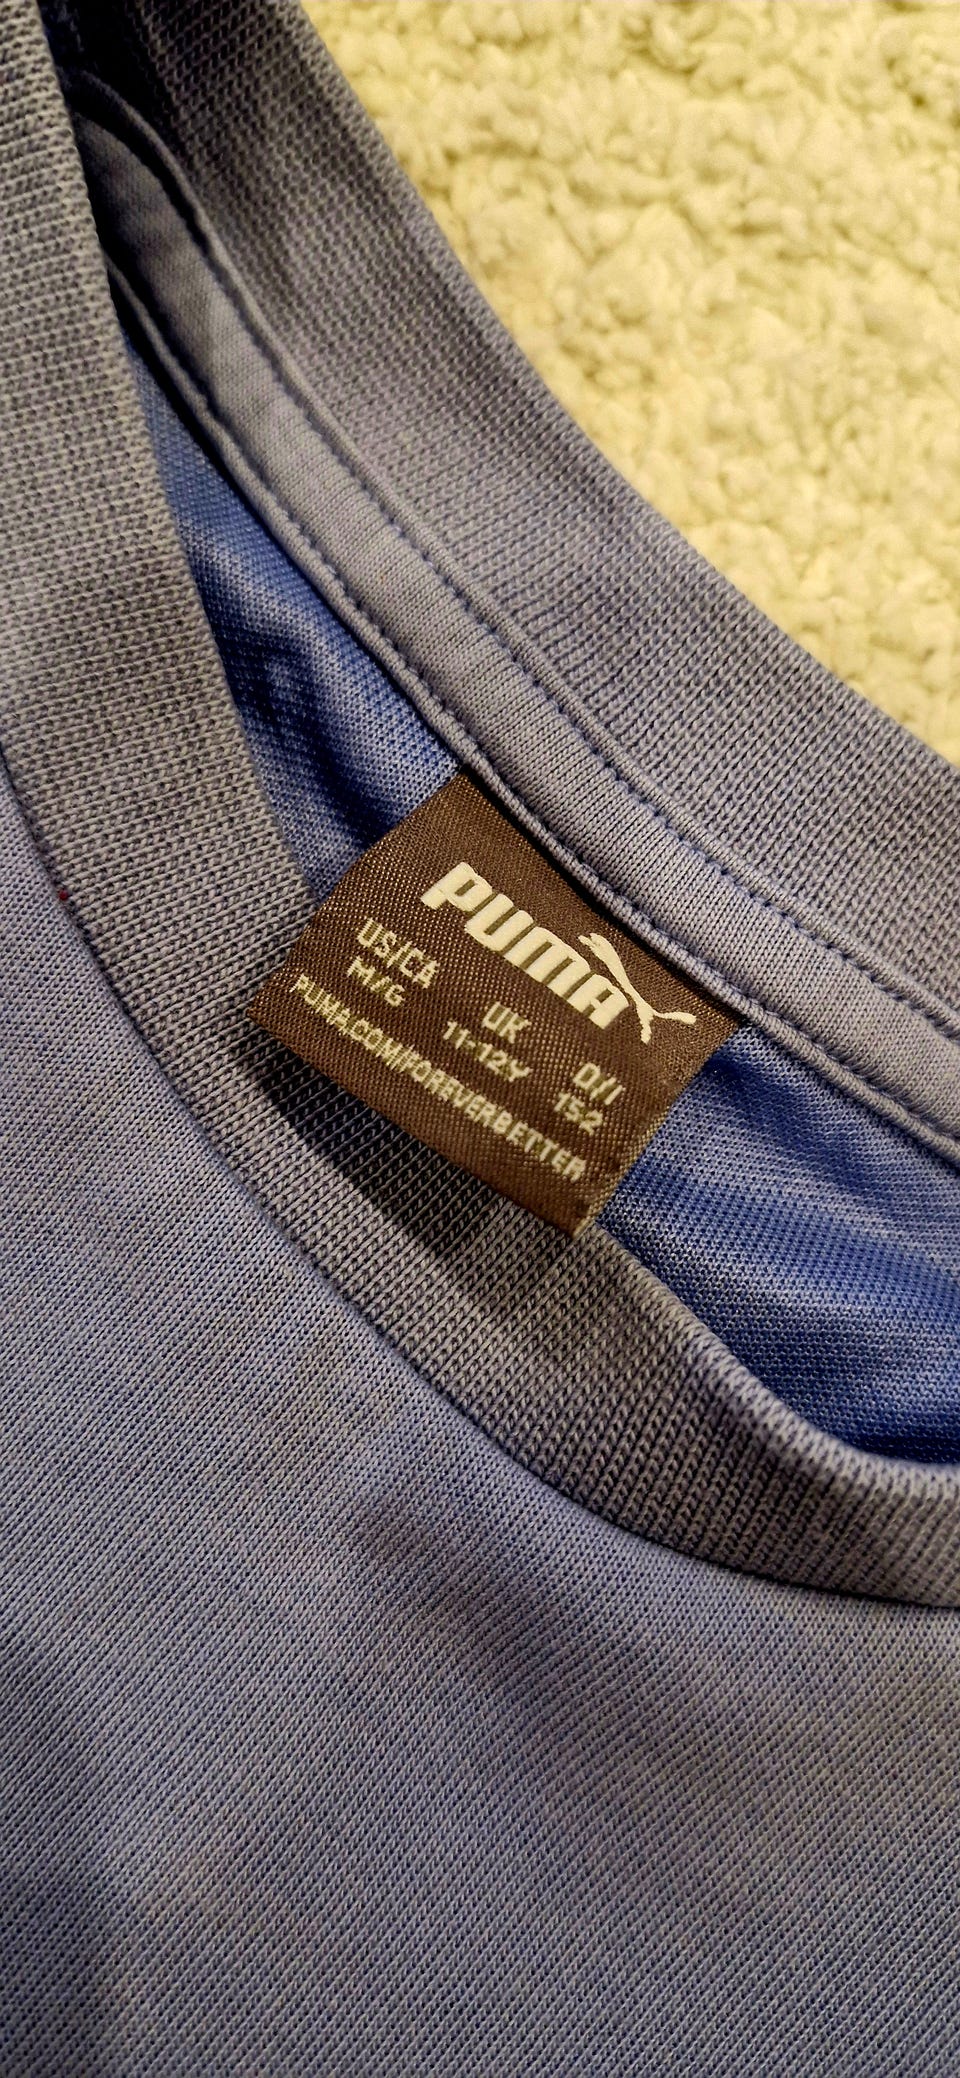 PUMA
US/CA UK D/I
M/G 11-12Y 152
PUMA.COM/FOREVERBETTER